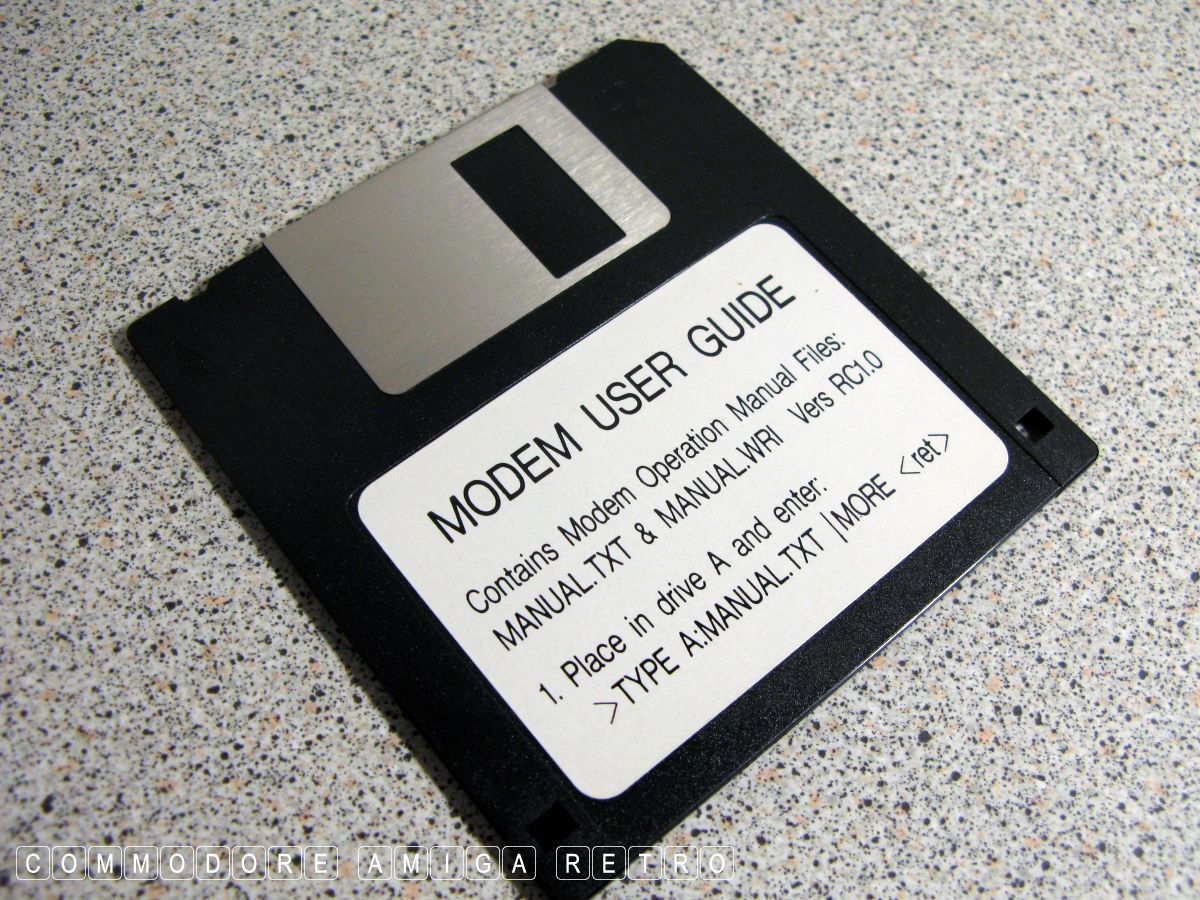 MODEM USER GUIDE
Contains Modem Operation Manual Files:
MANUAL.TXT & MANUAL.WRI Vers RC1.0
1. Place in drive A and enter:
>TYPE A:MANUAL.TXT |MORE <ret>
COMMODORE AMIGA RETRO